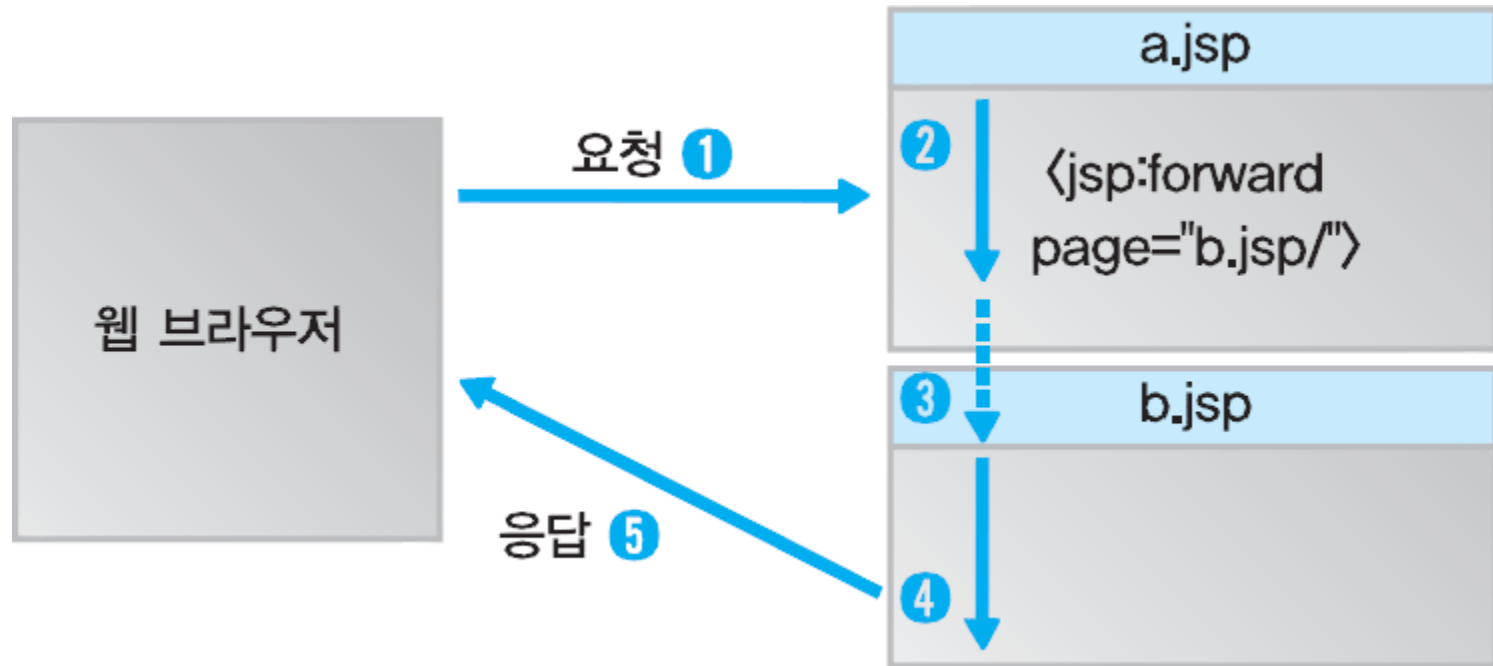 a.jsp
요청 1
2
〈jsp:forward
page="b.jsp/"〉
웹 브라우저
3
b.jsp
응답 5
4